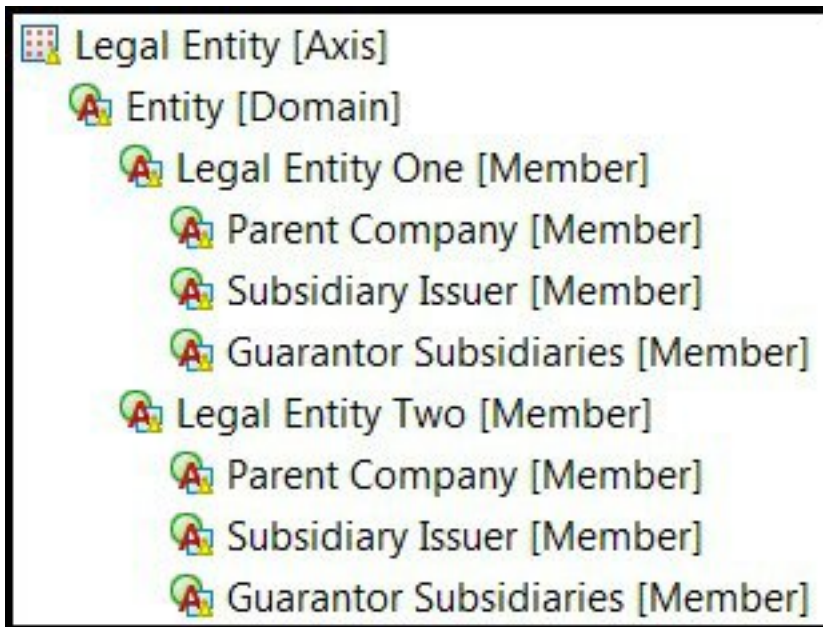 Legal Entity [Axis]
Entity [Domain]
Legal Entity One [Member]
Parent Company [Member]
Subsidiary Issuer [Member]
Guarantor Subsidiaries [Member]
Legal Entity Two [Member]
Parent Company [Member]
Subsidiary Issuer [Member]
Guarantor Subsidiaries [Member]